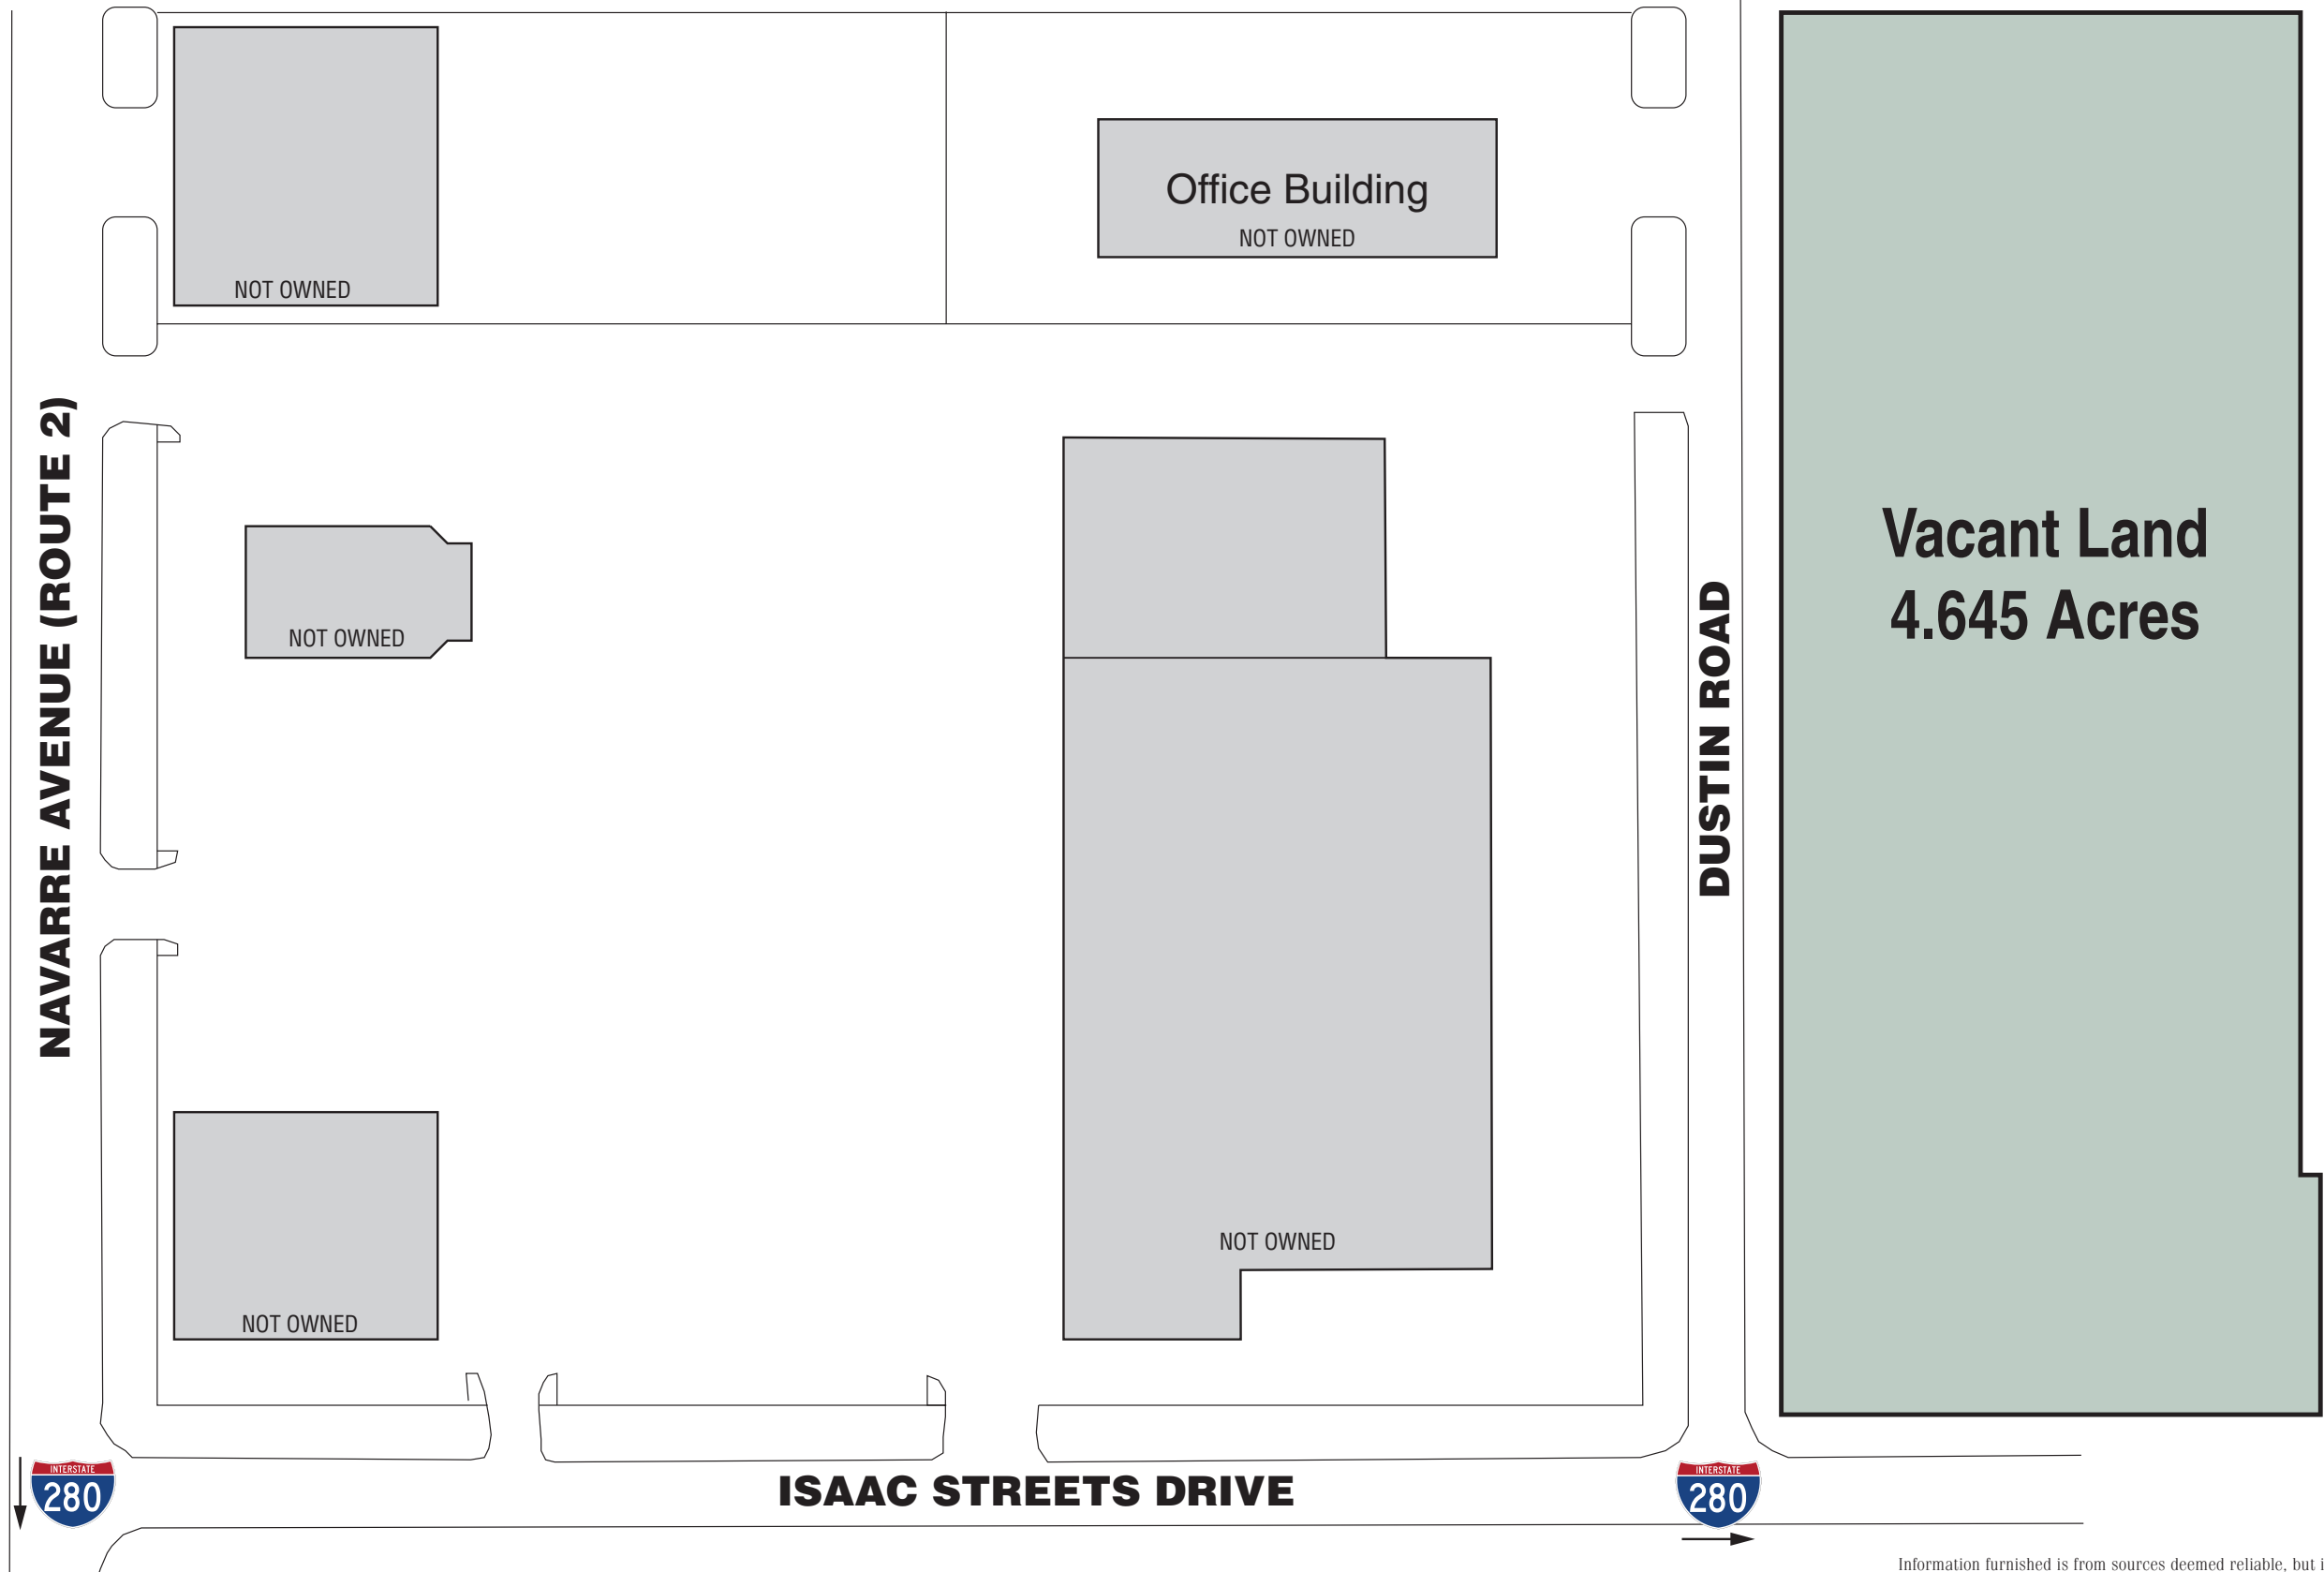 Office Building
NOT OWNED
NOT OWNED
NAVARRE AVENUE (ROUTE 2)
Vacant Land
4.645 Acres
DUSTIN ROAD
NOT OWNED
NOT OWNED
NOT OWNED
INTERSTATE
280
ISAAC STREETS DRIVE
INTERSTATE
280
Information furnished is from sources deemed reliable, but